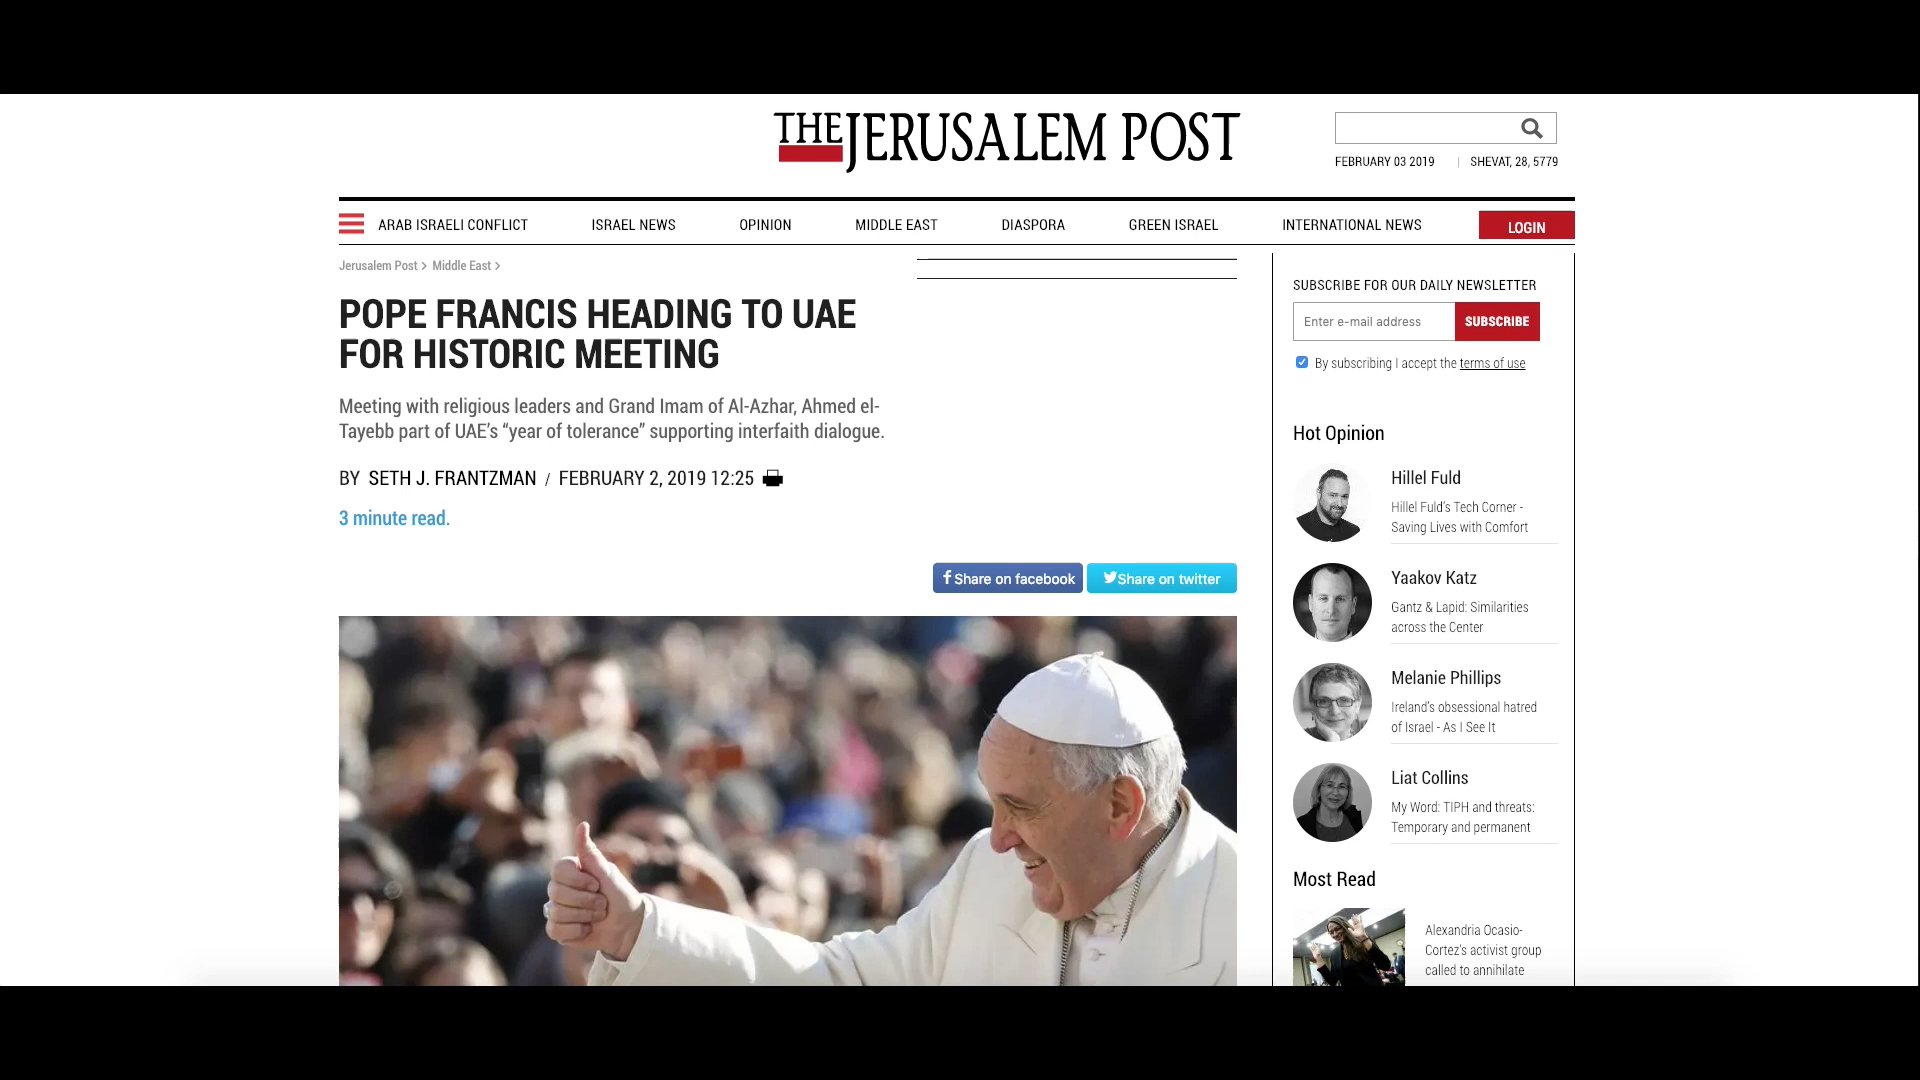 THE JERUSALEM POST
FEBRUARY 03 2019 | SHEVAT, 28, 5779
ARAB ISRAELI CONFLICT ISRAEL NEWS OPINION MIDDLE EAST DIASPORA GREEN ISRAEL INTERNATIONAL NEWS LOGIN
Jerusalem Post > Middle East >
POPE FRANCIS HEADING TO UAE
FOR HISTORIC MEETING
Meeting with religious leaders and Grand Imam of Al-Azhar, Ahmed el-
Tayebb part of UAE's “year of tolerance” supporting interfaith dialogue.
BY SETH J. FRANTZMAN / FEBRUARY 2, 2019 12:25
3 minute read.
Share on facebook Share on twitter
SUBSCRIBE FOR OUR DAILY NEWSLETTER
Enter e-mail address SUBSCRIBE
By subscribing I accept the terms of use
Hot Opinion
Hillel Fuld
Hillel Fuld's Tech Corner -
Saving Lives with Comfort
Yaakov Katz
Gantz & Lapid: Similarities
across the Center
Melanie Phillips
Ireland's obsessional hatred
of Israel - As I See It
Liat Collins
My Word: TIPH and threats:
Temporary and permanent
Most Read
Alexandria Ocasio-
Cortez's activist group
called to annihilate